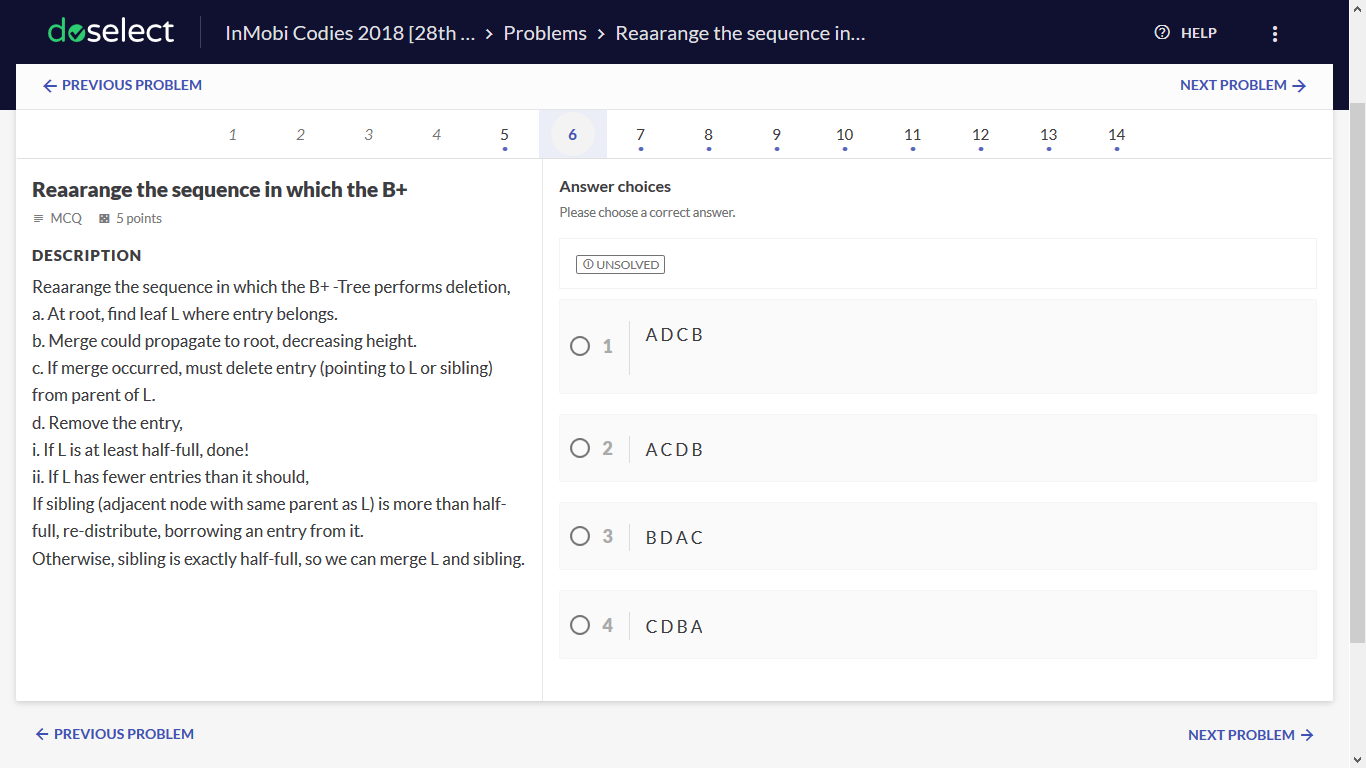 doselect
InMobi Codies 2018 [28th ... > Problems > Reaarange the sequence in...
HELP
← PREVIOUS PROBLEM
NEXT PROBLEM →
1 2 3 4 5 6 7 8 9 10 11 12 13 14
Reaarange the sequence in which the B+
MCQ 5 points
DESCRIPTION
Reaarange the sequence in which the B+ -Tree performs deletion,
a. At root, find leaf L where entry belongs.
b. Merge could propagate to root, decreasing height.
c. If merge occurred, must delete entry (pointing to L or sibling)
from parent of L.
d. Remove the entry,
i. If L is at least half-full, done!
ii. If L has fewer entries than it should,
If sibling (adjacent node with same parent as L) is more than half-
full, re-distribute, borrowing an entry from it.
Otherwise, sibling is exactly half-full, so we can merge L and sibling.
Answer choices
Please choose a correct answer.
UNSOLVED
1 A D C B
2 A C D B
3 B D A C
4 C D B A
← PREVIOUS PROBLEM
NEXT PROBLEM →